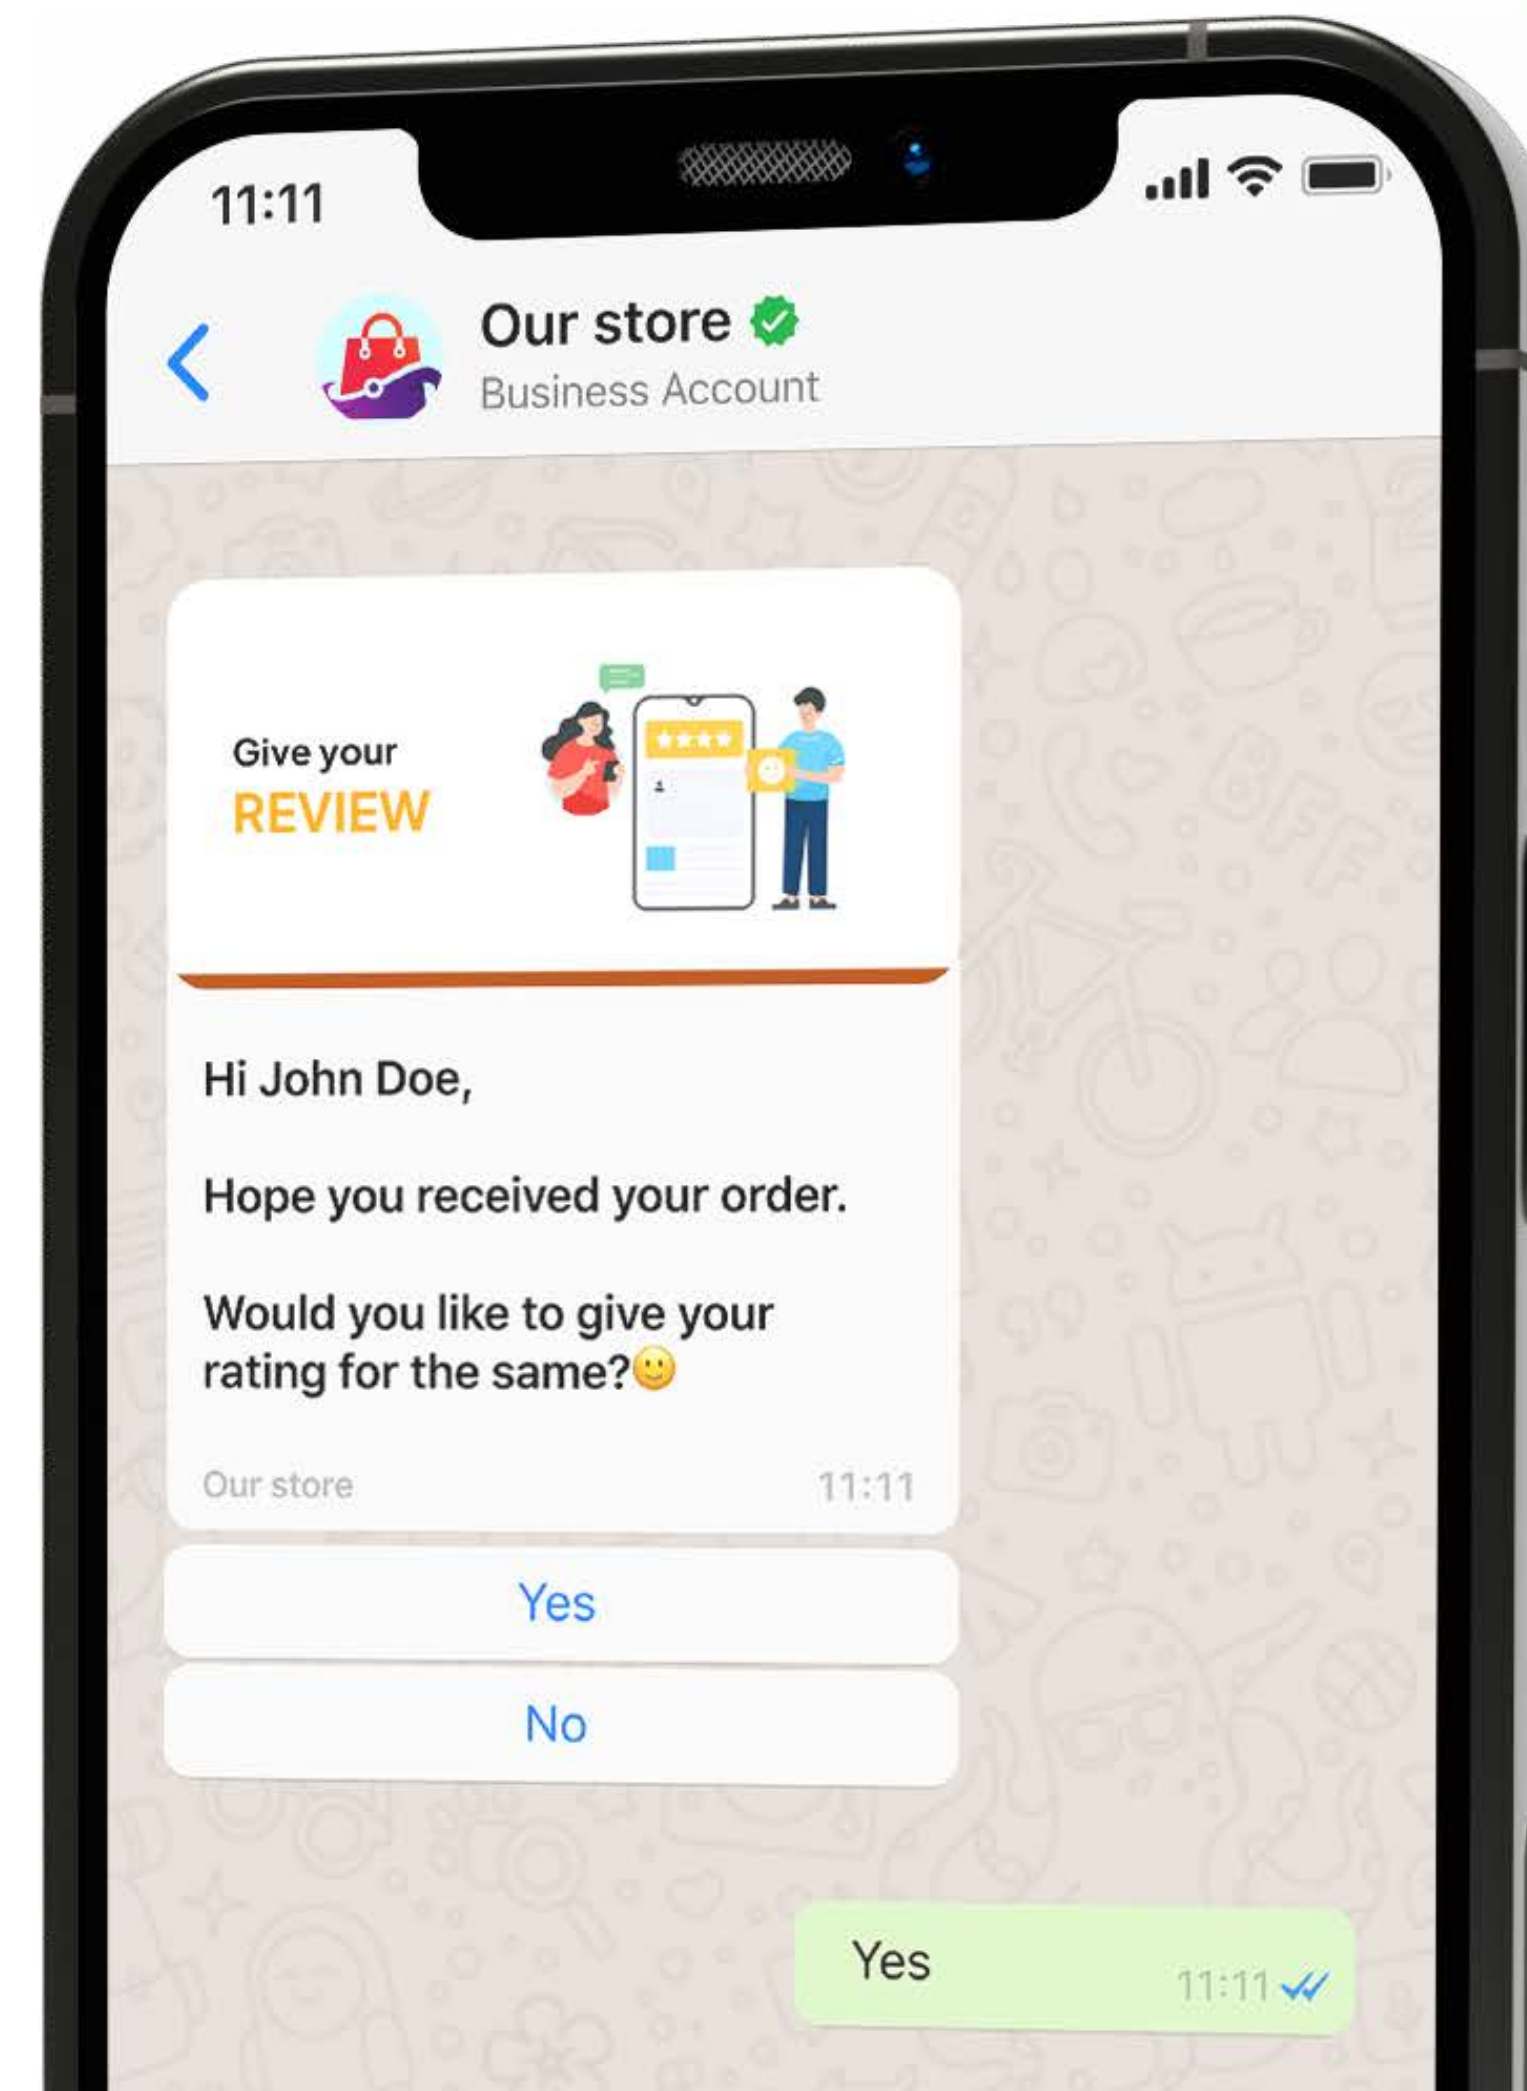 11:11
Our store
Business Account
Give your
REVIEW
Hi John Doe,
Hope you received your order.
Would you like to give your
rating for the same?🙂
Our store 11:11
Yes
No
Yes 11:11